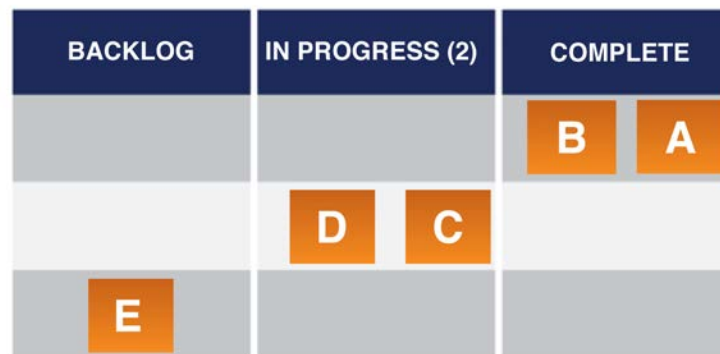 BACKLOG
IN PROGRESS (2)
COMPLETE
B A
D C
E